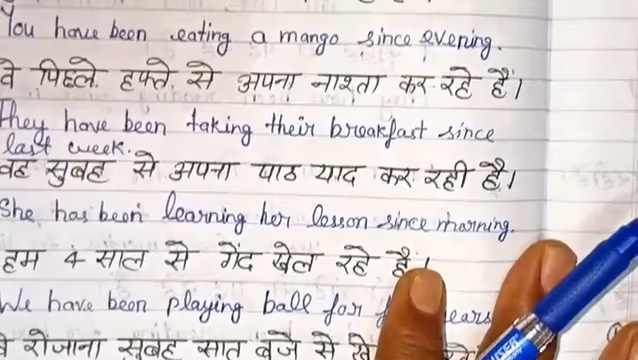 You have been eating a mango since evening.
वे पिछले हफ्ते से अपना नाश्ता कर रहे हैं।
They have been taking their breakfast since
last week.
वह सुबह से अपना पाठ याद कर रही है।
She has been learning her lesson since morning.
हम 4 साल से गेंद खेल रहे हैं।
We have been playing ball for
रोजाना सुबह सात बजे से